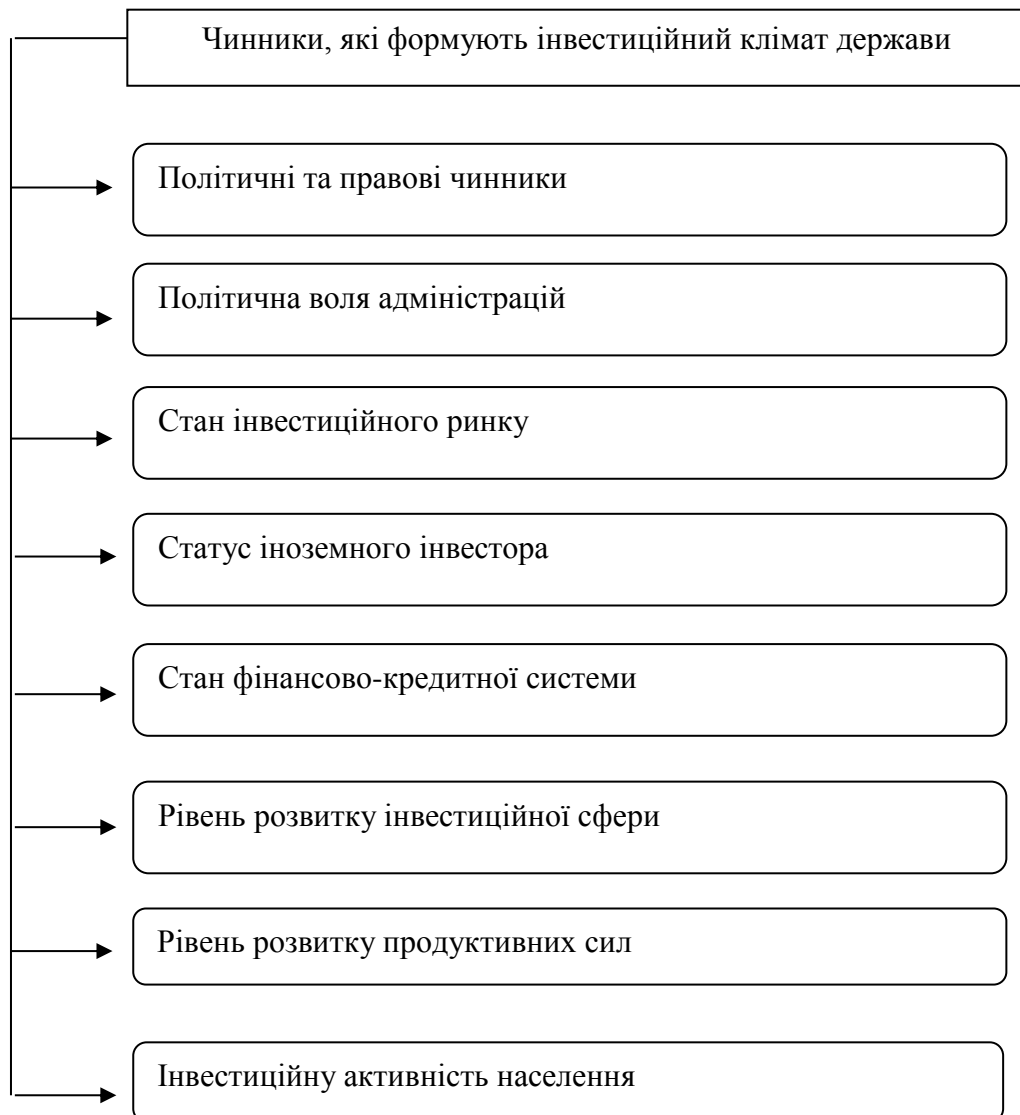 Чинники, які формують інвестиційний клімат держави
Політичні та правові чинники
Політична воля адміністрацій
Стан інвестиційного ринку
Статус іноземного інвестора
Стан фінансово-кредитної системи
Рівень розвитку інвестиційної сфери
Рівень розвитку продуктивних сил
Інвестиційну активність населення